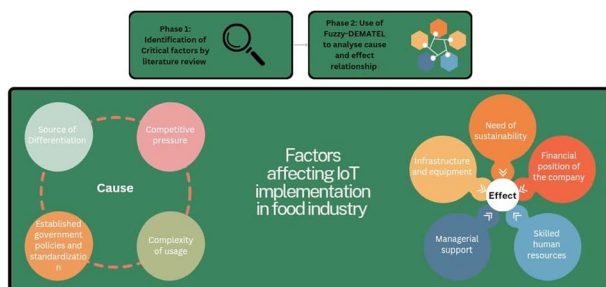 Phase 1:
Identification of
Critical factors by
literature review
Phase 2: Use of
Fuzzy-DEMATEL
to analyse cause
and effect
relationship
Source of
Differentiation
Competitive
pressure
Cause
Established
government
policies and
standardizatio
n
Complexity
of usage
Factors
affecting IoT
implementation
in food industry
Need of
sustainability
Infrastructure
and equipment
Financial
position of
the company
Effect
Managerial
support
Skilled
human
resources